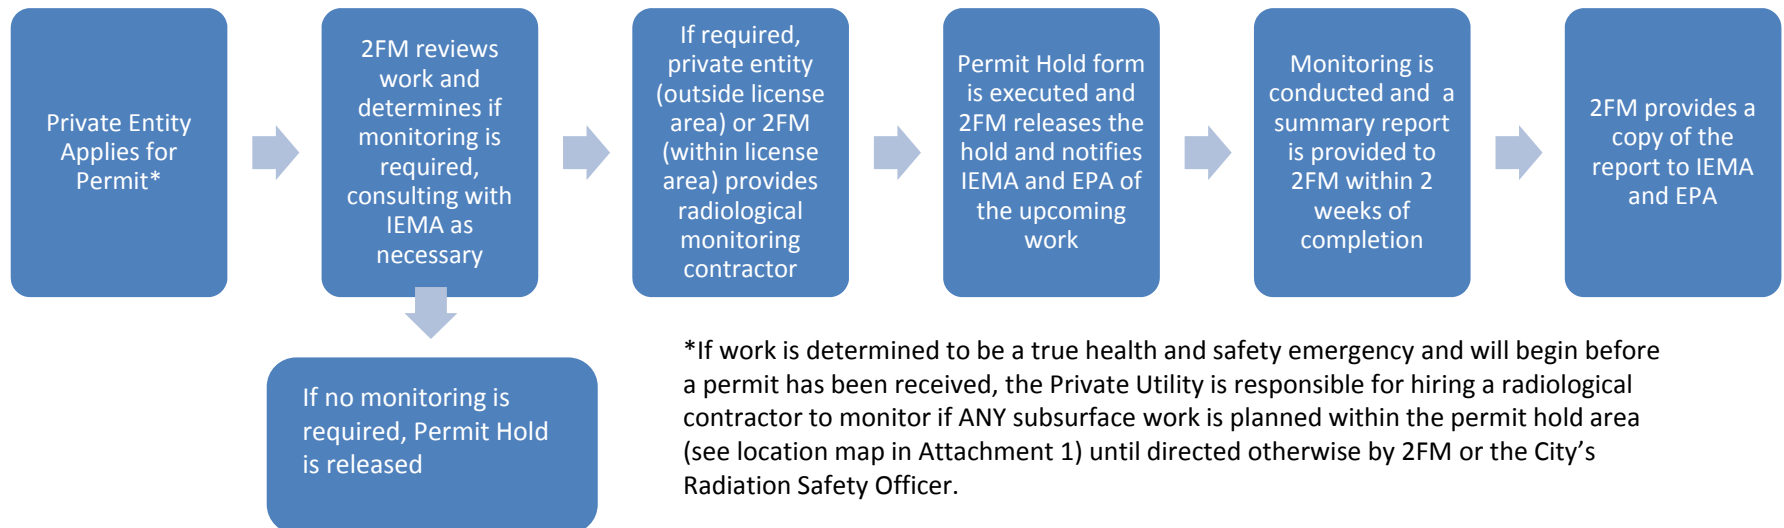 Private Entity
Applies for
Permit*
2FM reviews
work and
determines if
monitoring is
required,
consulting with
IEMA as
necessary
If required,
private entity
(outside license
area) or 2FM
(within license
area) provides
radiological
monitoring
contractor
Permit Hold form
is executed and
2FM releases the
hold and notifies
IEMA and EPA of
the upcoming
work
Monitoring is
conducted and  a
summary report
is provided to
2FM within 2
weeks of
completion
2FM provides a
copy of the
report to IEMA
and EPA
If no monitoring is
required, Permit Hold
is released
*If work is determined to be a true health and safety emergency and will begin before
a permit has been received, the Private Utility is responsible for hiring a radiological
contractor to monitor if ANY subsurface work is planned within the permit hold area
(see location map in Attachment 1) until directed otherwise by 2FM or the City’s
Radiation Safety Officer.